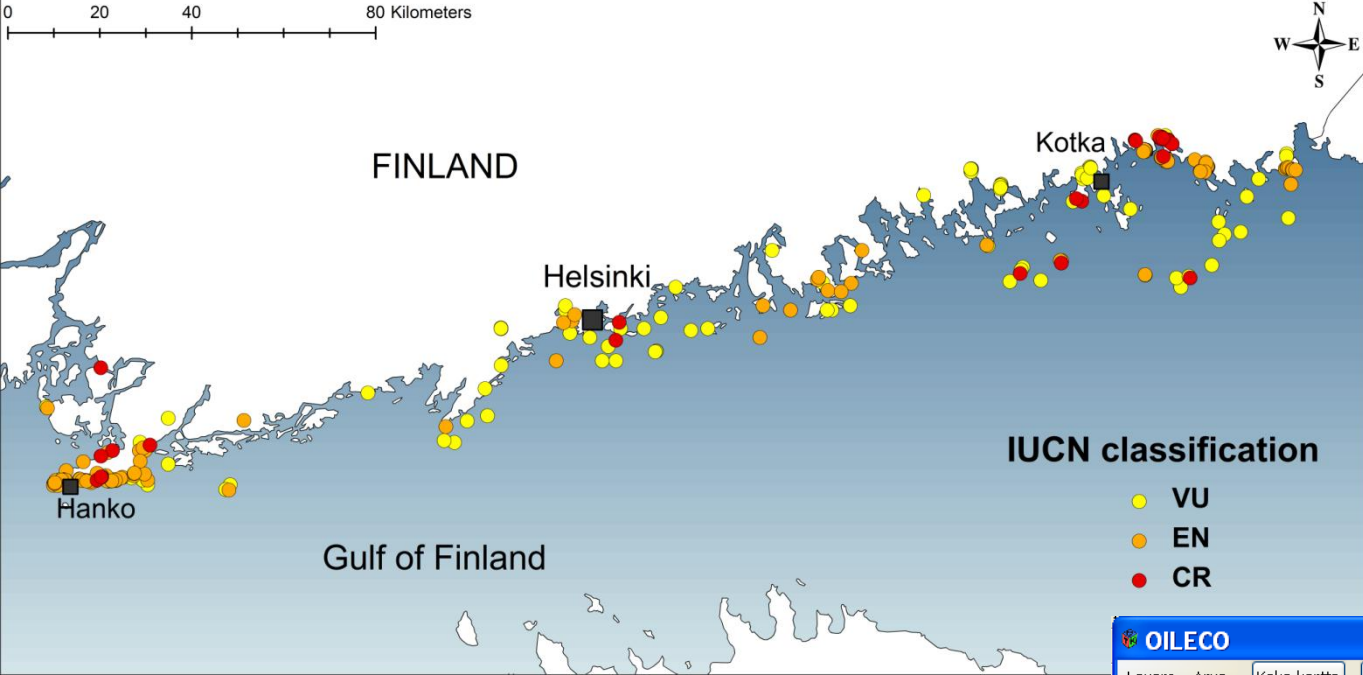 0 20 40 80 Kilometers
N
W E
S
FINLAND
Kotka
Helsinki
IUCN classification
VU
EN
CR
Hanko
Gulf of Finland
OILECO